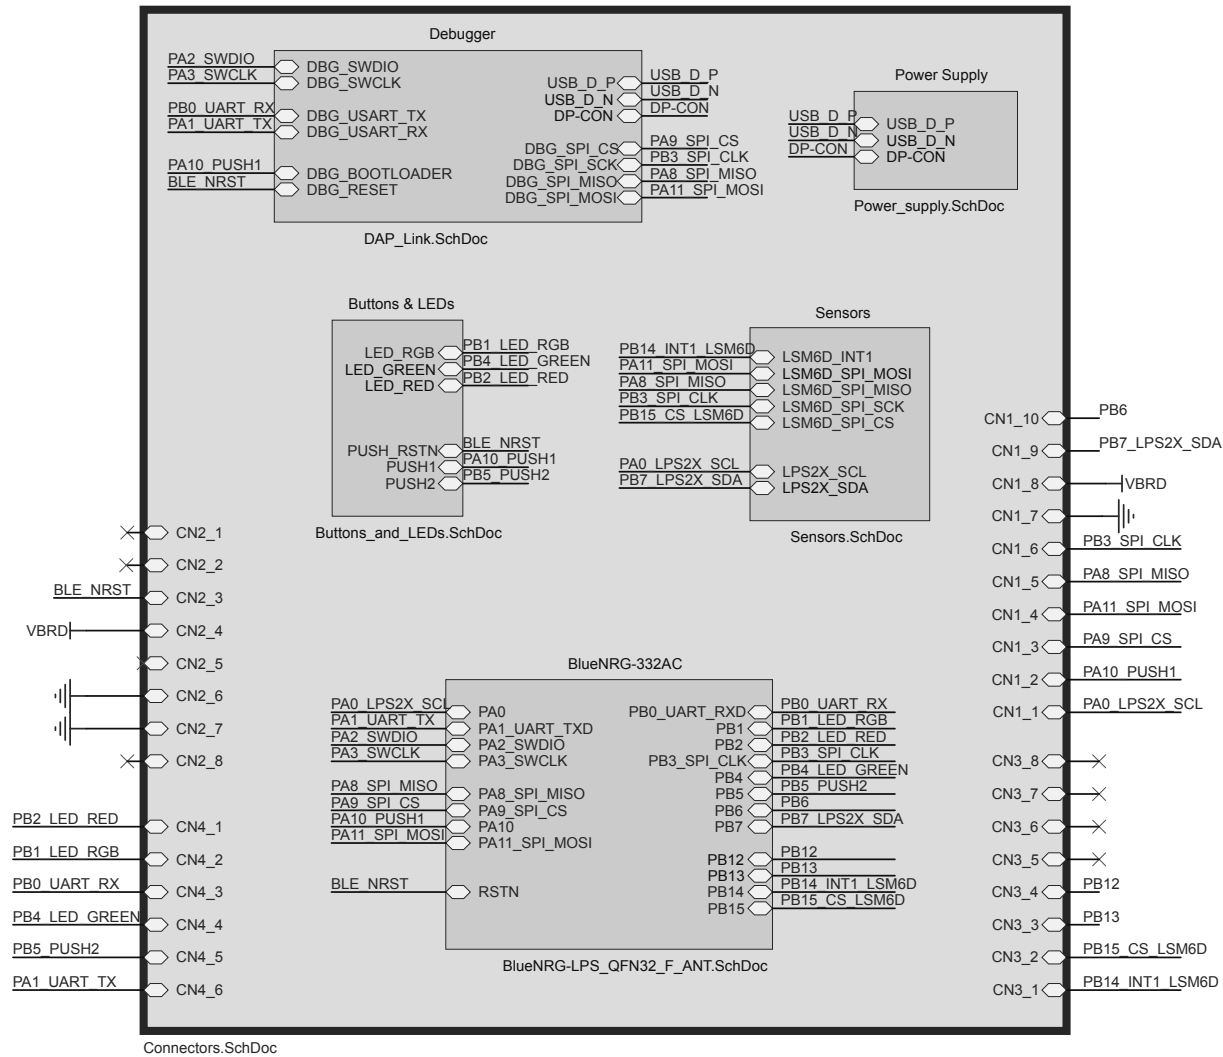 Debugger
PA2_SWDIO
PA3_SWCLK
PB0_UART_RX
PA1_UART_TX
PA10_PUSH1
BLE_NRST
DBG_SWDIO
DBG_SWCLK
DBG_USART_TX
DBG_USART_RX
DBG_BOOTLOADER
DBG_RESET
USB_D_P
USB_D_N
DP-CON
DBG_SPI_CS
DBG_SPI_SCK
DBG_SPI_MISO
DBG_SPI_MOSI
USB_D_P
USB_D_N
DP-CON
PA9_SPI_CS
PB3_SPI_CLK
PA8_SPI_MISO
PA11_SPI_MOSI
DAP_Link.SchDoc
Power Supply
USB_D_P
USB_D_N
DP-CON
USB_D_P
USB_D_N
DP-CON
Power_supply.SchDoc
Buttons & LEDs
LED_RGB
LED_GREEN
LED_RED
PUSH_RSTN
PUSH1
PUSH2
PB1_LED_RGB
PB4_LED_GREEN
PB2_LED_RED
BLE_NRST
PA10_PUSH1
PB5_PUSH2
Buttons_and_LEDs.SchDoc
Sensors
PB14_INT1_LSM6D
PA11_SPI_MOSI
PA8_SPI_MISO
PB3_SPI_CLK
PB15_CS_LSM6D
PA0_LPS2X_SCL
PB7_LPS2X_SDA
LSM6D_INT1
LSM6D_SPI_MOSI
LSM6D_SPI_MISO
LSM6D_SPI_SCK
LSM6D_SPI_CS
LPS2X_SCL
LPS2X_SDA
Sensors.SchDoc
CN2_1
CN2_2
BLE_NRST CN2_3
VBRD CN2_4
CN2_5
CN2_6
CN2_7
CN2_8
PB2_LED_RED CN4_1
PB1_LED_RGB CN4_2
PB0_UART_RX CN4_3
PB4_LED_GREEN CN4_4
PB5_PUSH2 CN4_5
PA1_UART_TX CN4_6
BlueNRG-332AC
PA0_LPS2X_SCL
PA1_UART_TX
PA2_SWDIO
PA3_SWCLK
PA8_SPI_MISO
PA9_SPI_CS
PA10_PUSH1
PA11_SPI_MOSI
BLE_NRST
PA0
PA1_UART_TXD
PA2_SWDIO
PA3_SWCLK
PA8_SPI_MISO
PA9_SPI_CS
PA10
PA11_SPI_MOSI
RSTN
PB0_UART_RXD
PB1
PB2
PB3_SPI_CLK
PB4
PB5
PB6
PB7
PB12
PB13
PB14
PB15
PB0_UART_RX
PB1_LED_RGB
PB2_LED_RED
PB3_SPI_CLK
PB4_LED_GREEN
PB5_PUSH2
PB6
PB7_LPS2X_SDA
PB12
PB13
PB14_INT1_LSM6D
PB15_CS_LSM6D
BlueNRG-LPS_QFN32_F_ANT.SchDoc
CN1_10 PB6
CN1_9 PB7_LPS2X_SDA
CN1_8 VBRD
CN1_7
CN1_6 PB3_SPI_CLK
CN1_5 PA8_SPI_MISO
CN1_4 PA11_SPI_MOSI
CN1_3 PA9_SPI_CS
CN1_2 PA10_PUSH1
CN1_1 PA0_LPS2X_SCL
CN3_8
CN3_7
CN3_6
CN3_5
CN3_4 PB12
CN3_3 PB13
CN3_2 PB15_CS_LSM6D
CN3_1 PB14_INT1_LSM6D
Connectors.SchDoc